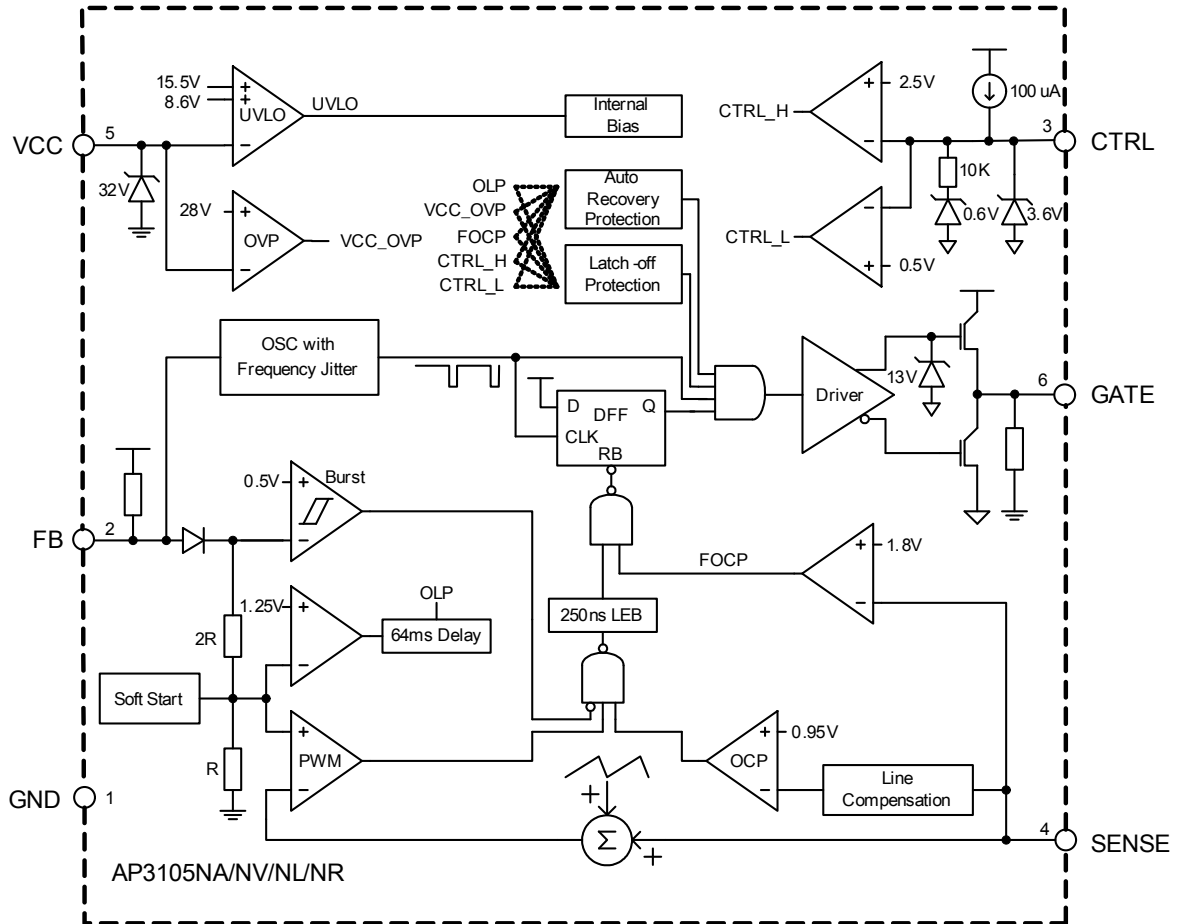 15.5V
8.6V
UVLO
UVLO
Internal
Bias
CTRL_H
2.5V
100 uA
VCC
5
3
CTRL
32V
28V
OVP
VCC_OVP
OLP
VCC_OVP
FOCP
CTRL_H
CTRL_L
Auto
Recovery
Protection
Latch -off
Protection
10K
0.6V
3.6V
CTRL_L
0.5V
OSC with
Frequency Jitter
D
DFF
Q
CLK
RB
Driver
13V
6
GATE
0.5V
Burst
FB
2
1.25V
OLP
64ms Delay
2R
FOCP
1.8V
250ns LEB
Soft Start
R
PWM
OCP
0.95V
Line
Compensation
GND
1
Σ
4
SENSE
AP3105NA/NV/NL/NR